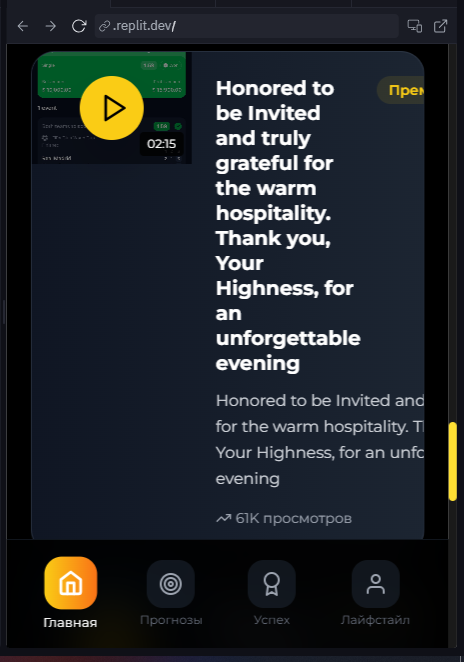 .replit.dev/
1 event
02:15
Honored to
be Invited
and truly
grateful for
the warm
hospitality.
Thank you,
Your
Highness, for
an
unforgettable
evening
Прем
Honored to be Invited and
for the warm hospitality.
Your Highness, for an
evening
61K просмотров
Главная
Прогнозы
Успех
Лайфстайл